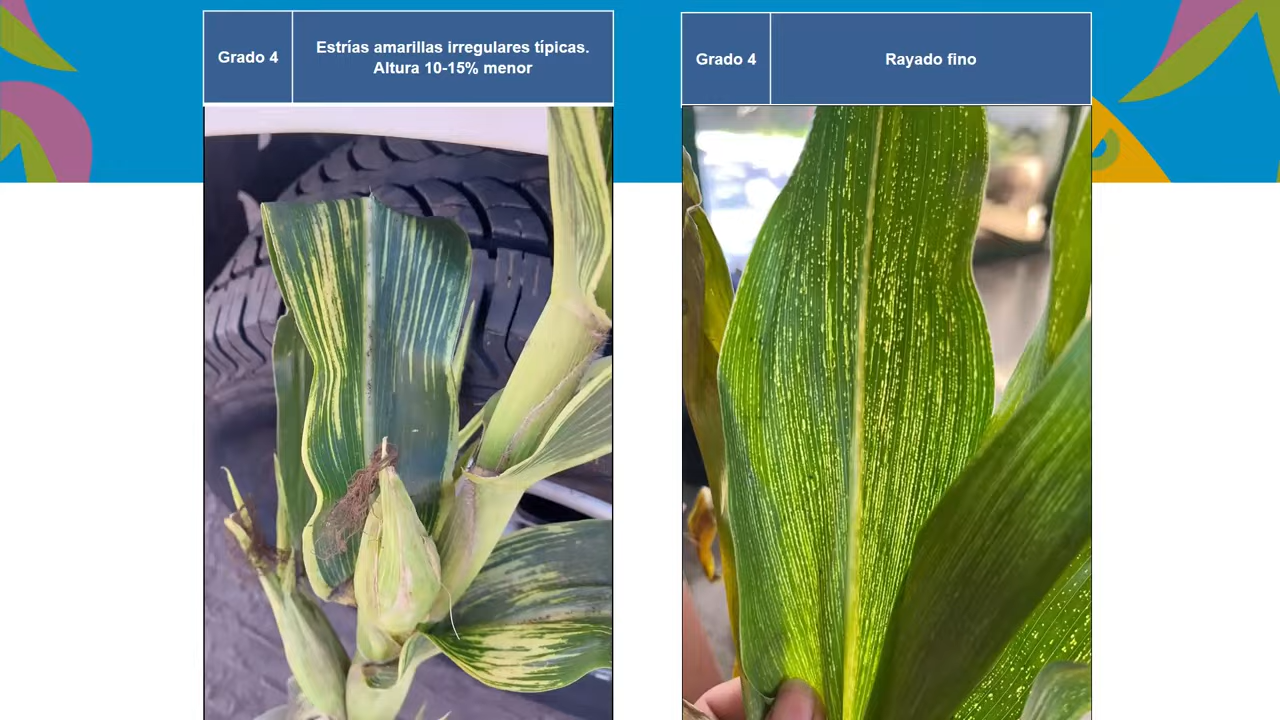 Grado 4
Estrías amarillas irregulares típicas.
Altura 10-15% menor
Grado 4
Rayado fino